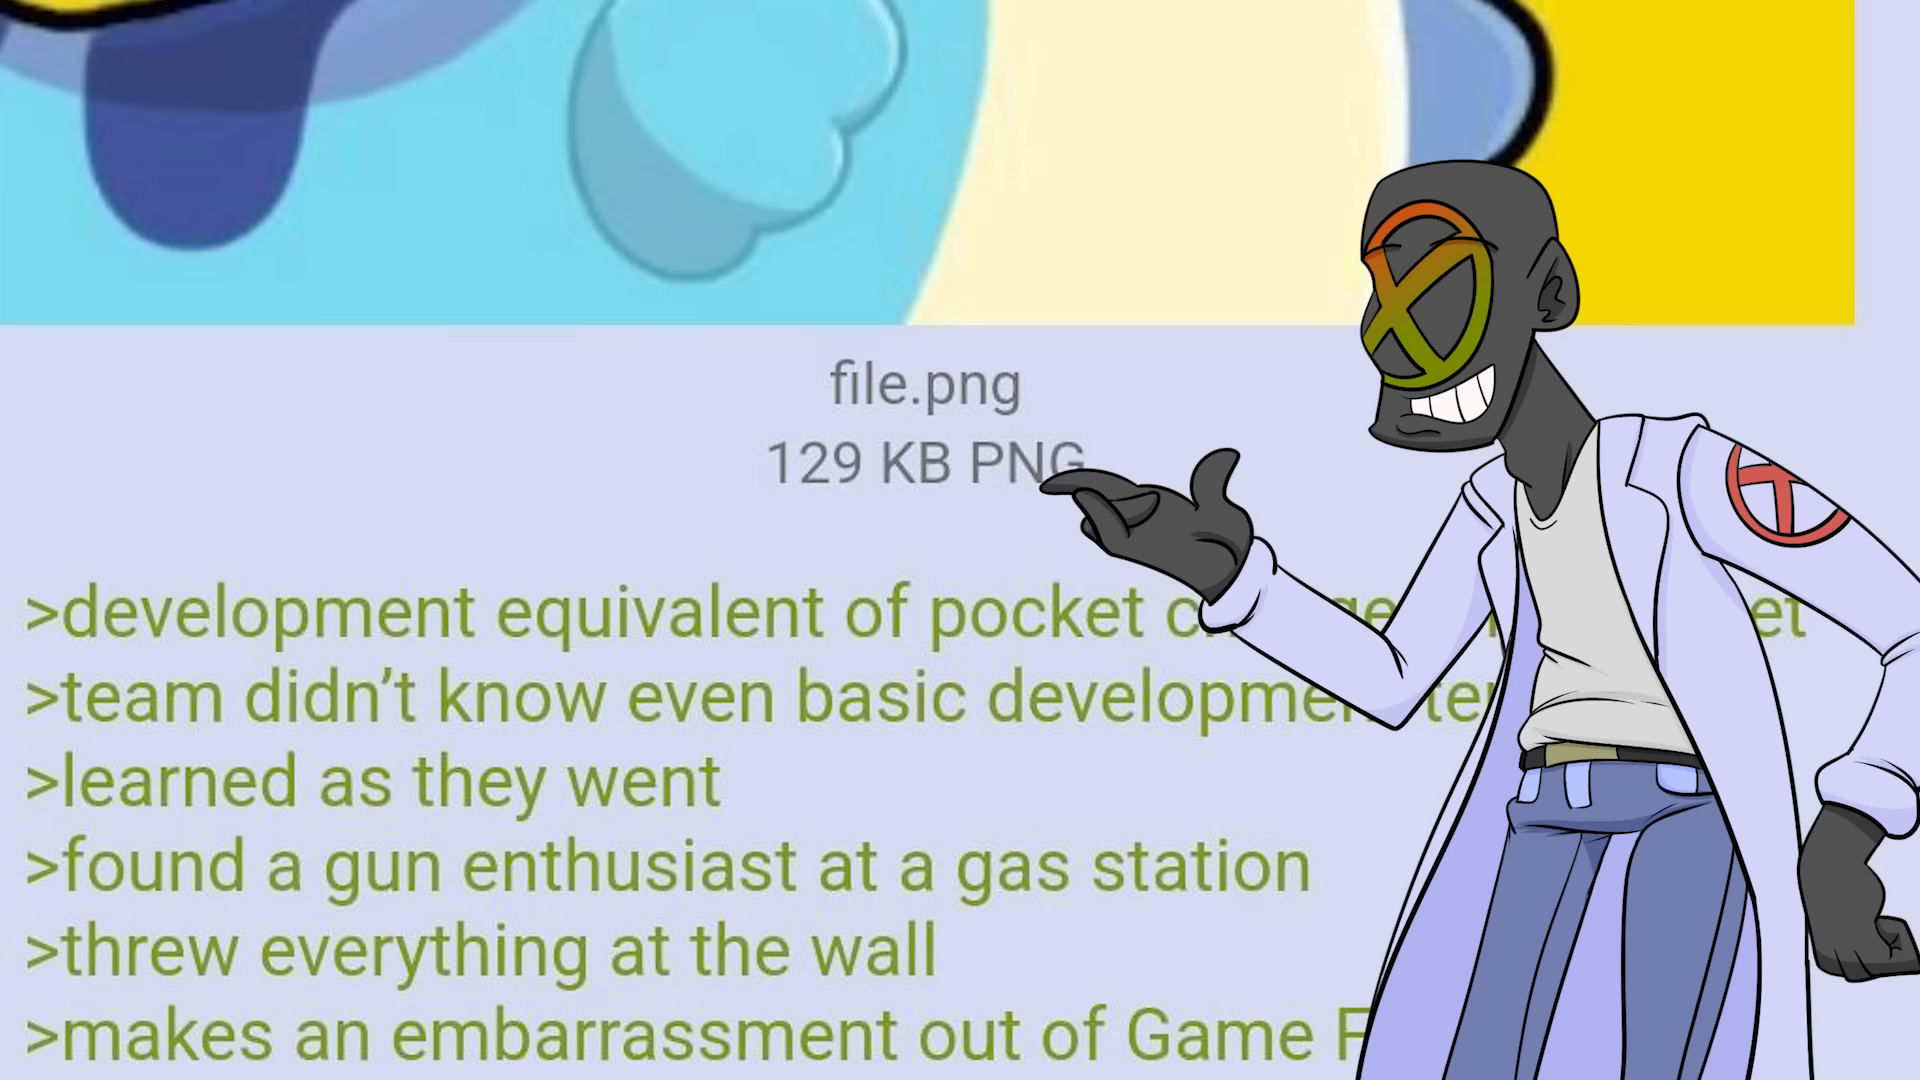 file.png
129 KB PNG
>development equivalent of pocket
>team didn’t know even basic
>learned as they went
>found a gun enthusiast at a gas station
>threw everything at the wall
>makes an embarrassment out of Game